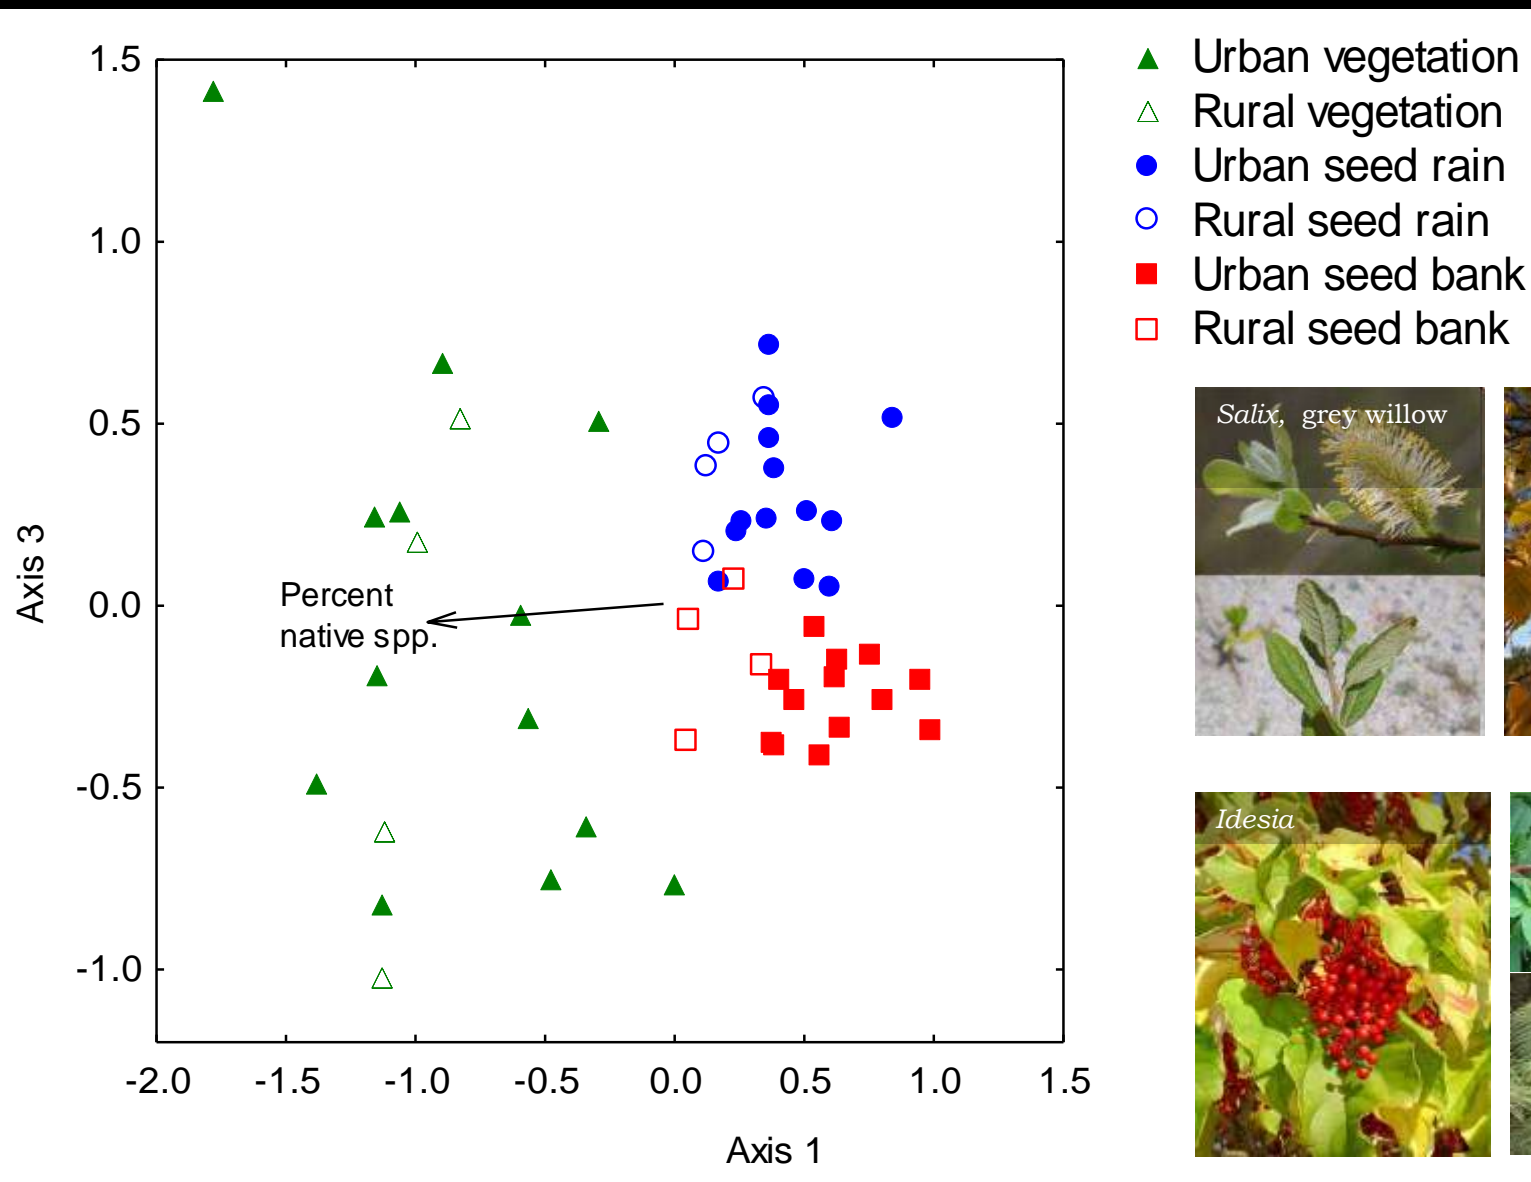 1.5
1.0
0.5
0.0
-0.5
-1.0
Axis 3
Percent
native spp.
-2.0 -1.5 -1.0 -0.5 0.0 0.5 1.0 1.5
Axis 1
Urban vegetation
Rural vegetation
Urban seed rain
Rural seed rain
Urban seed bank
Rural seed bank
Salix, grey willow
Idesia